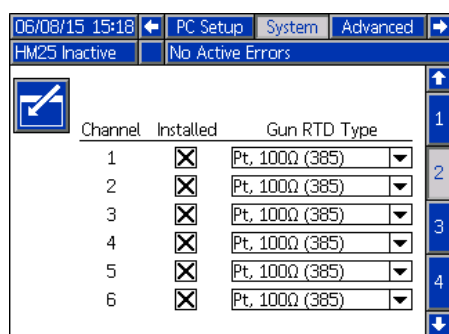 06/08/15 15:18 PC Setup System Advanced
HM25 Inactive No Active Errors
Channel Installed Gun RTD Type
1 Pt, 100Ω (385)
2 Pt, 100Ω (385)
3 Pt, 100Ω (385)
4 Pt, 100Ω (385)
5 Pt, 100Ω (385)
6 Pt, 100Ω (385)
1
2
3
4